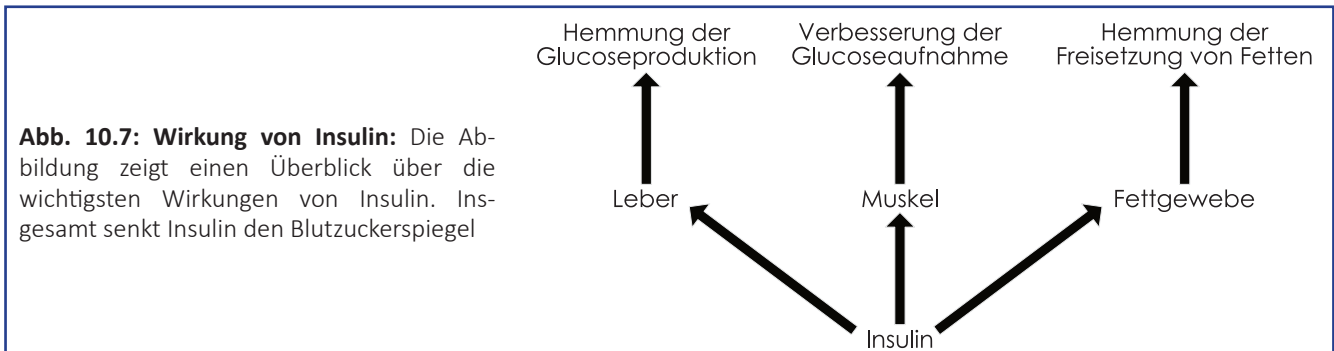 Abb. 10.7: Wirkung von Insulin: Die Ab-
bildung zeigt einen Überblick über die
wichtigsten Wirkungen von Insulin. Ins-
gesamt senkt Insulin den Blutzuckerspiegel
Hemmung der
Glucoseproduktion
Verbesserung der
Glucoseaufnahme
Hemmung der
Freisetzung von Fetten
Leber
Muskel
Fettgewebe
Insulin